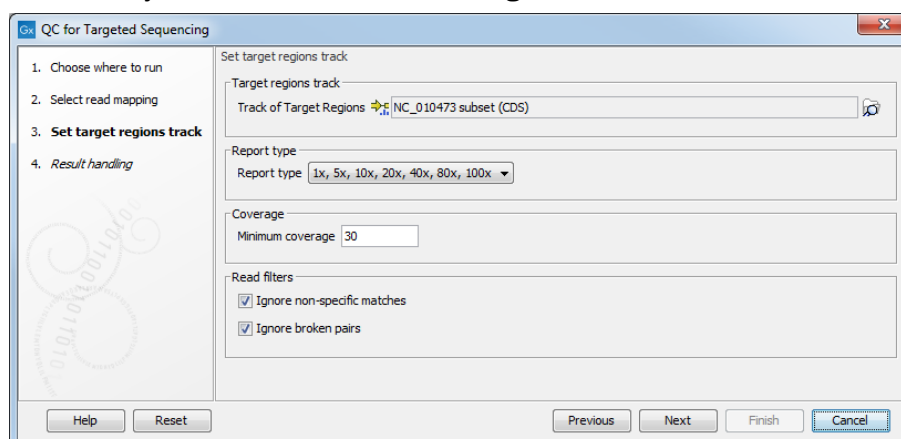 Gx QC for Targeted Sequencing
1. Choose where to run
2. Select read mapping
3. Set target regions track
4. Result handling
Set target regions track
Target regions track
Track of Target Regions NC_010473 subset (CDS)
Report type
Report type 1x, 5x, 10x, 20x, 40x, 80x, 100x
Coverage
Minimum coverage 30
Read filters
Ignore non-specific matches
Ignore broken pairs
Help Reset Previous Next Finish Cancel